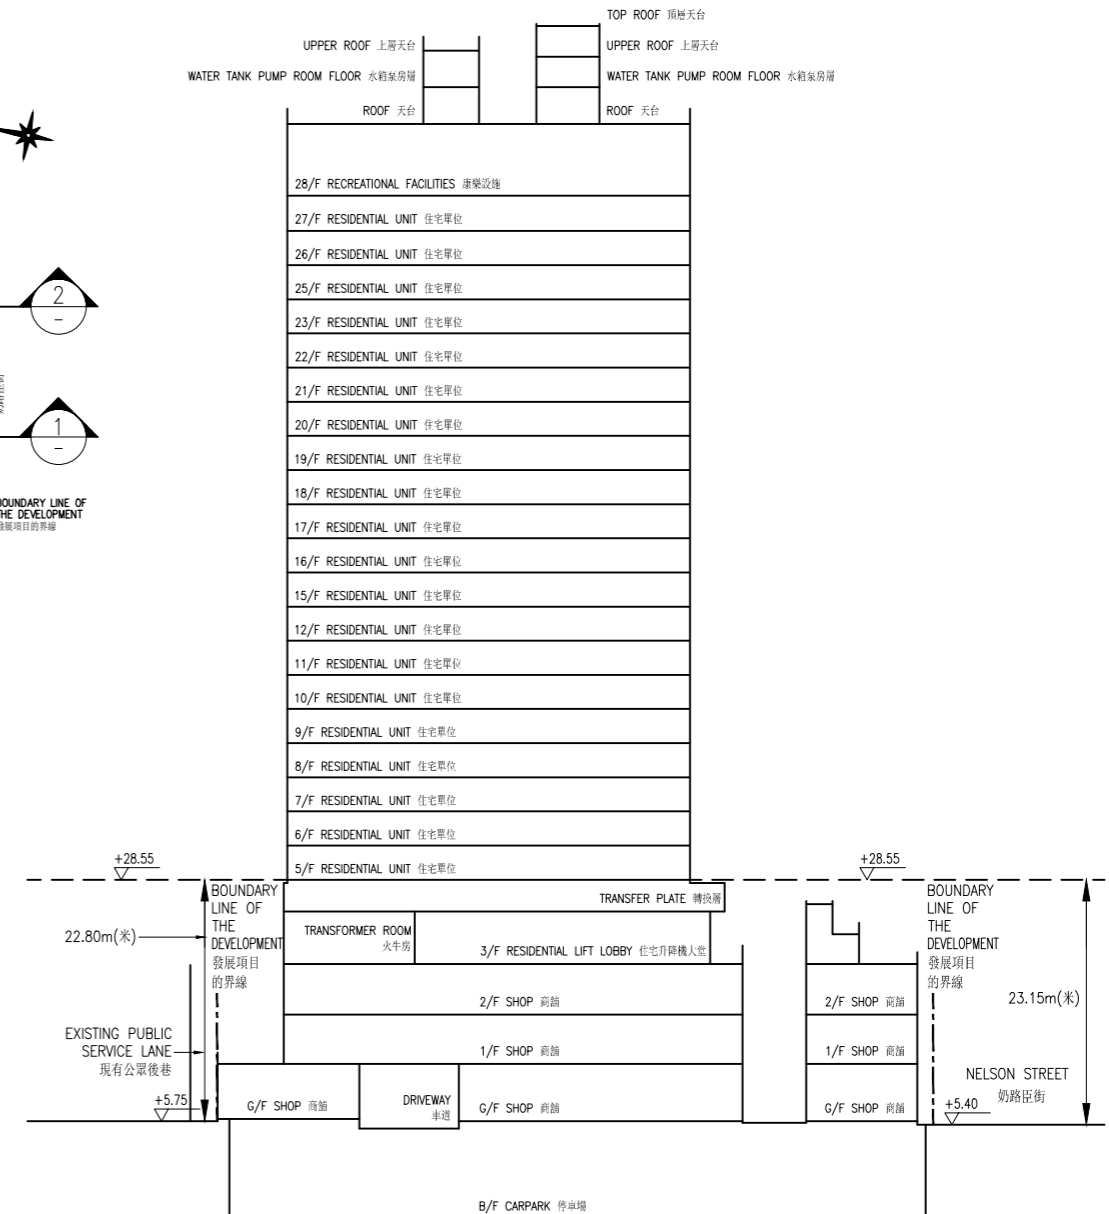 TOP ROOF 頂層天台
UPPER ROOF 上層天台
UPPER ROOF 上層天台
WATER TANK PUMP ROOM FLOOR 水箱泵房層
WATER TANK PUMP ROOM FLOOR 水箱泵房層
ROOF 天台
ROOF 天台
28/F RECREATIONAL FACILITIES 康樂設施
27/F RESIDENTIAL UNIT 住宅單位
26/F RESIDENTIAL UNIT 住宅單位
25/F RESIDENTIAL UNIT 住宅單位
23/F RESIDENTIAL UNIT 住宅單位
22/F RESIDENTIAL UNIT 住宅單位
21/F RESIDENTIAL UNIT 住宅單位
20/F RESIDENTIAL UNIT 住宅單位
19/F RESIDENTIAL UNIT 住宅單位
18/F RESIDENTIAL UNIT 住宅單位
17/F RESIDENTIAL UNIT 住宅單位
16/F RESIDENTIAL UNIT 住宅單位
15/F RESIDENTIAL UNIT 住宅單位
12/F RESIDENTIAL UNIT 住宅單位
11/F RESIDENTIAL UNIT 住宅單位
10/F RESIDENTIAL UNIT 住宅單位
9/F RESIDENTIAL UNIT 住宅單位
8/F RESIDENTIAL UNIT 住宅單位
7/F RESIDENTIAL UNIT 住宅單位
6/F RESIDENTIAL UNIT 住宅單位
5/F RESIDENTIAL UNIT 住宅單位
2
–
1
–
BOUNDARY LINE OF
THE DEVELOPMENT
發展項目的界線
+28.55
+28.55
BOUNDARY
LINE OF
THE
DEVELOPMENT
發展項目
的界線
22.80m(米)
TRANSFER PLATE 轉換層
TRANSFORMER ROOM
火牛房
3/F RESIDENTIAL LIFT LOBBY 住宅升降機大堂
BOUNDARY
LINE OF
THE
DEVELOPMENT
發展項目
的界線
23.15m(米)
2/F SHOP 商舖
2/F SHOP 商舖
EXISTING PUBLIC
SERVICE LANE
現有公眾後巷
1/F SHOP 商舖
1/F SHOP 商舖
NELSON STREET
奶路臣街
+5.75
G/F SHOP 商舖
DRIVEWAY
車道
G/F SHOP 商舖
G/F SHOP 商舖
+5.40
B/F CARPARK 停車場